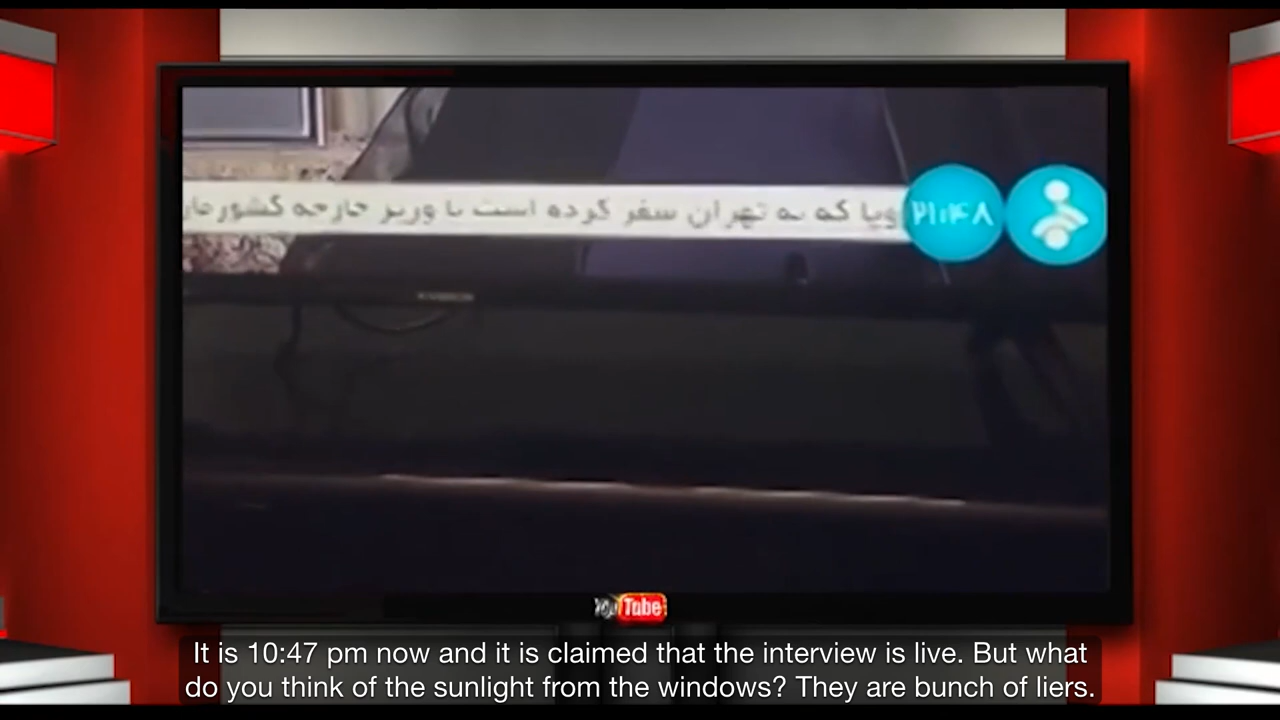 ویا که به تهران سفر کرده است با وزیر خارجه کشورمان
۲۱:۴۸
YouTube
It is 10:47 pm now and it is claimed that the interview is live. But what
do you think of the sunlight from the windows? They are bunch of liers.